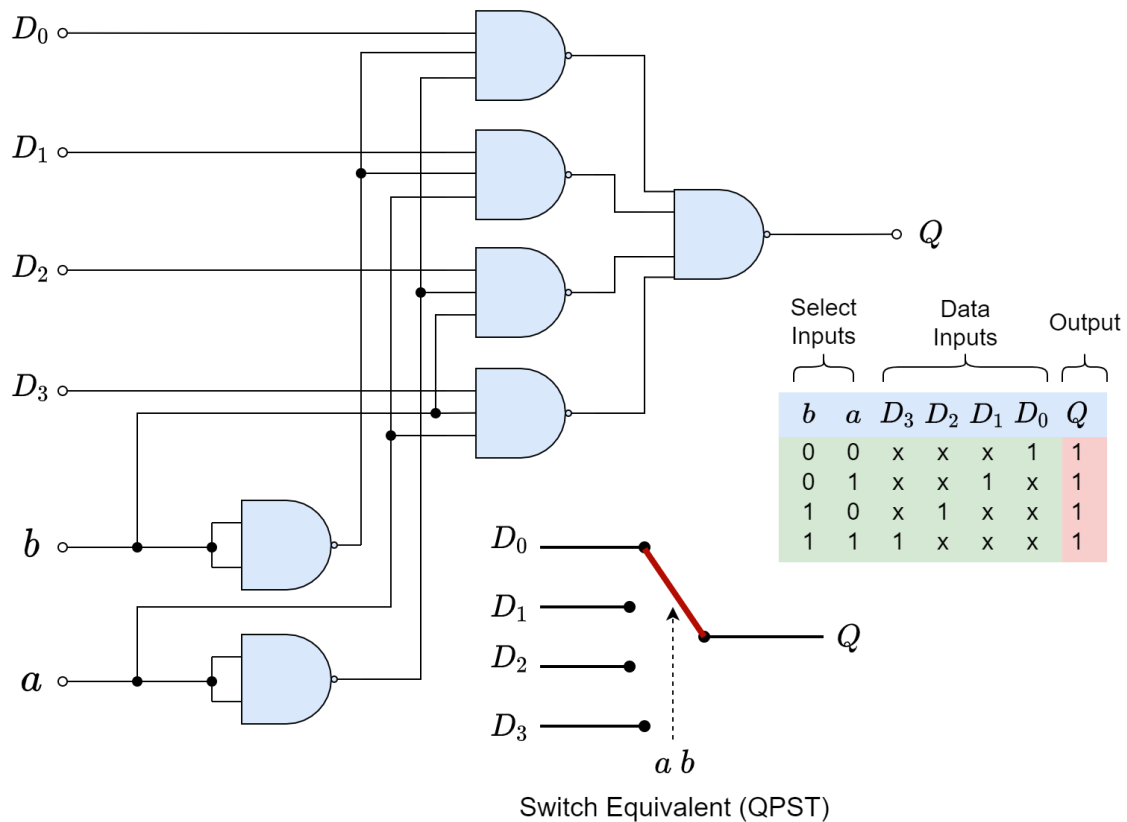 D₀
D₁
D₂
D₃
b
a
Q
Select Inputs
Data Inputs
Output
b a D₃ D₂ D₁ D₀ Q
0 0 x x x 1 1
0 1 x x 1 x 1
1 0 x 1 x x 1
1 1 1 x x x 1
D₀
D₁
D₂
D₃
Q
a b
Switch Equivalent (QPST)